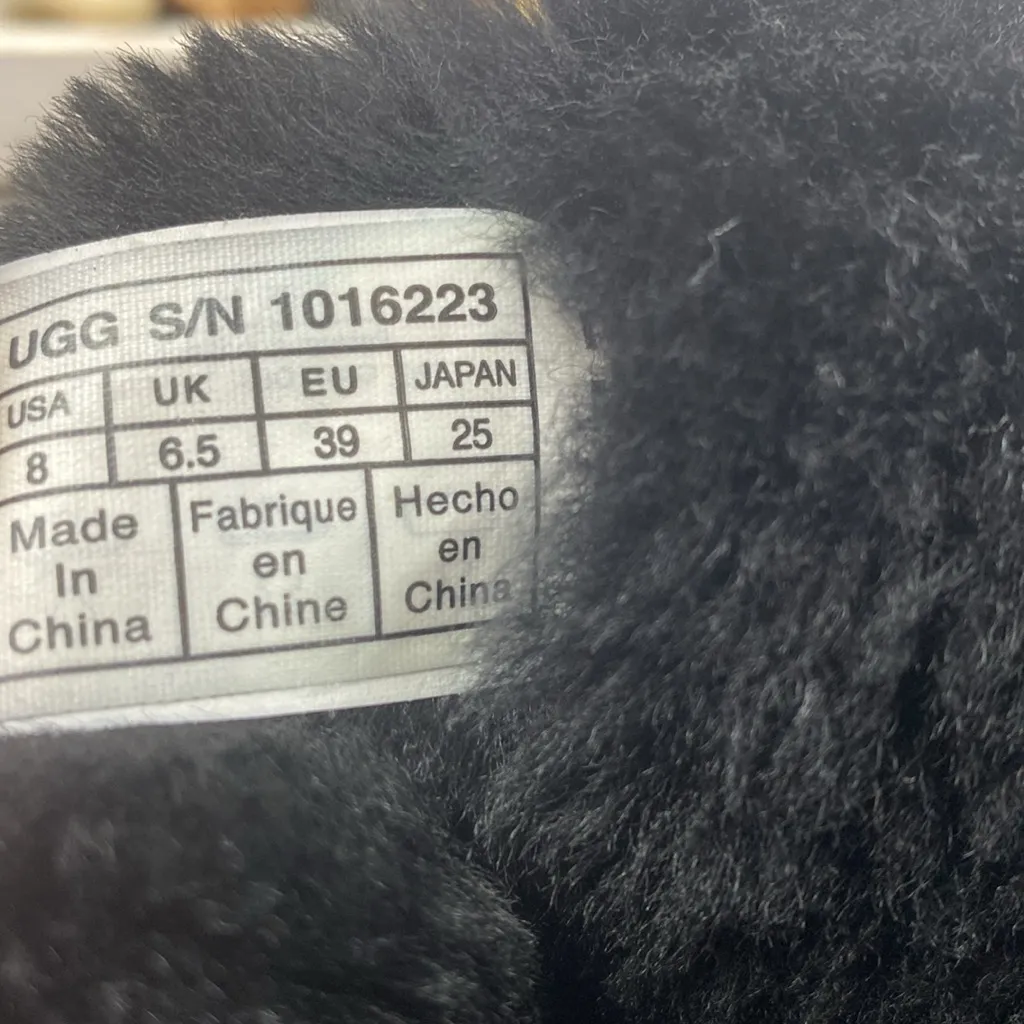 UGG S/N 1016223
USA UK EU JAPAN
8 6.5 39 25
Made
In
China
Fabrique
en
Chine
Hecho
en
China